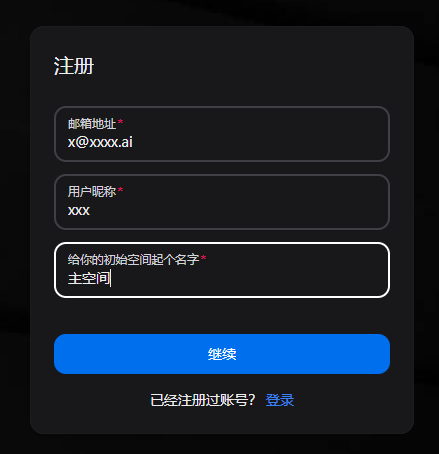 注册
邮箱地址*
x@xxxx.ai
用户昵称*
xxx
给你的初始空间起个名字*
主空间
继续
已经注册过账号? 登录